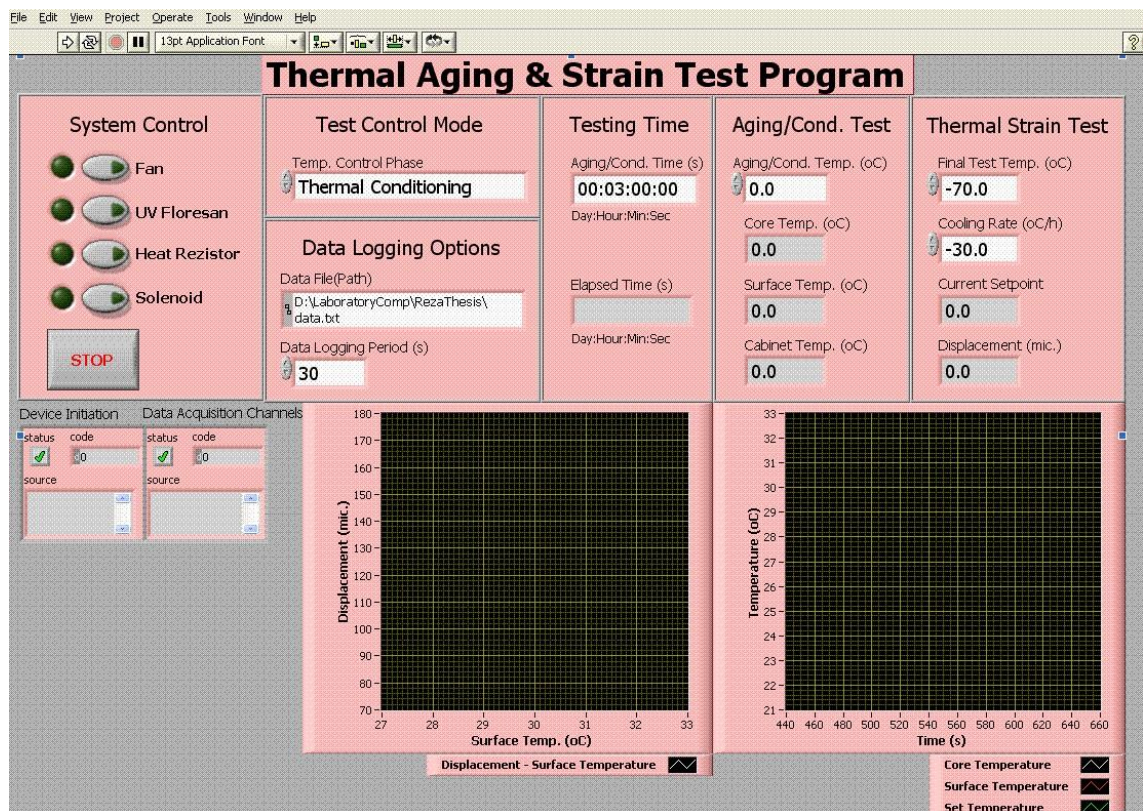 File Edit View Project Operate Tools Window Help
13pt Application Font
?
Thermal Aging & Strain Test Program
System Control
Fan
UV Floresan
Heat Rezistor
Solenoid
STOP
Test Control Mode
Temp. Control Phase
Thermal Conditioning
Data Logging Options
Data File(Path)
D:\LaboratoryComp\RezaThesis\
data.txt
Data Logging Period (s)
30
Testing Time
Aging/Cond. Time (s)
00:03:00:00
Day:Hour:Min:Sec
Elapsed Time (s)
Day:Hour:Min:Sec
Aging/Cond. Test
Aging/Cond. Temp. (oC)
0.0
Core Temp. (oC)
0.0
Surface Temp. (oC)
0.0
Cabinet Temp. (oC)
0.0
Thermal Strain Test
Final Test Temp. (oC)
-70.0
Cooling Rate (oC/h)
-30.0
Current Setpoint
0.0
Displacement (mic.)
0.0
Device Initiation
status code
0
source
Data Acquisition Channels
status code
0
source
Displacement (mic.)
180
170
160
150
140
130
120
110
100
90
80
70
27 28 29 30 31 32 33
Surface Temp. (oC)
Displacement - Surface Temperature
Temperature (oC)
33
32
31
30
29
28
27
26
25
24
23
22
21
440 460 480 500 520 540 560 580 600 620 640 660
Time (s)
Core Temperature
Surface Temperature
Set Temperature